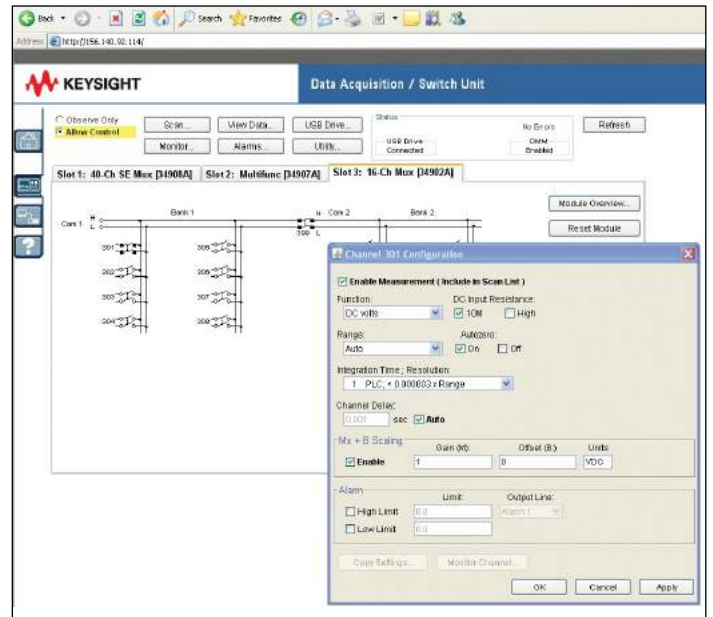 Back
Search
Favorites
Address http://156.140.92.114/
KEYSIGHT
Data Acquisition / Switch Unit
Observe Only
Allow Control
Scan...
View Data...
USB Drive...
Monitor...
Alarms...
Utility...
Status
USB Drive
Connected
No Errors
DMM
Enabled
Refresh
Slot 1: 40-Ch SE Mux [34908A]
Slot 2: Multifunc [34907A]
Slot 3: 16-Ch Mux [34902A]
Module Overview...
Reset Module
Com 1
H
L
Bank 1
H
L
Com 2
Bank 2
309
301
302
303
304
305
306
307
308
Channel 301 Configuration
Enable Measurement ( Include in Scan List )
Function:
DC Input Resistance:
DC volts
10M
High
Range:
Autozero:
Auto
On
Off
Integration Time ; Resolution:
1 PLC, < 0.000003 x Range
Channel Delay:
0.001
sec
Auto
Mx + B Scaling
Gain (M):
Offset (B:)
Units
Enable
1
0
VDC
Alarm
Limit:
Output Line:
High Limit
0.0
Alarm 1
Low Limit
0.0
Copy Settings...
Monitor Channel...
OK
Cancel
Apply